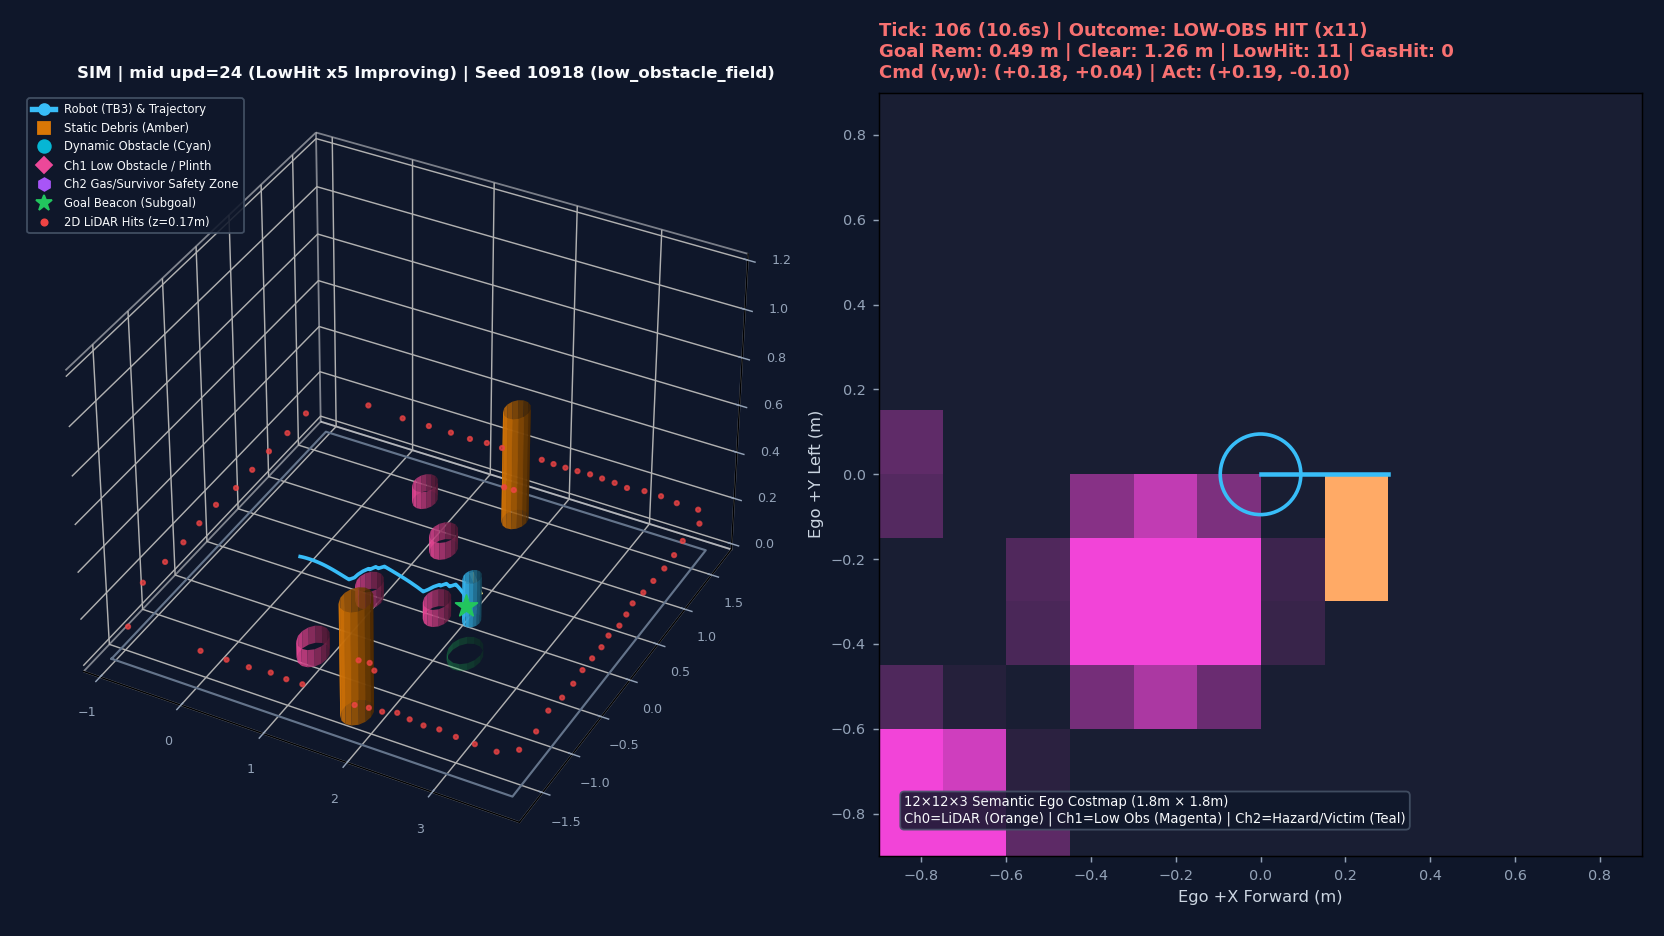 SIM | mid upd=24 (LowHit x5 Improving) | Seed 10918 (low_obstacle_field)
Robot (TB3) & Trajectory
Static Debris (Amber)
Dynamic Obstacle (Cyan)
Ch1 Low Obstacle / Plinth
Ch2 Gas/Survivor Safety Zone
Goal Beacon (Subgoal)
2D LiDAR Hits (z=0.17m)
1.2
1.0
0.8
0.6
0.4
0.2
0.0
1.5
1.0
0.5
0.0
−0.5
−1.0
−1.5
−1
0
1
2
3
Tick: 106 (10.6s) | Outcome: LOW-OBS HIT (x11)
Goal Rem: 0.49 m | Clear: 1.26 m | LowHit: 11 | GasHit: 0
Cmd (v,w): (+0.18, +0.04) | Act: (+0.19, -0.10)
Ego +Y Left (m)
0.8
0.6
0.4
0.2
0.0
−0.2
−0.4
−0.6
−0.8
12×12×3 Semantic Ego Costmap (1.8m × 1.8m)
Ch0=LiDAR (Orange) | Ch1=Low Obs (Magenta) | Ch2=Hazard/Victim (Teal)
−0.8 −0.6 −0.4 −0.2 0.0 0.2 0.4 0.6 0.8
Ego +X Forward (m)